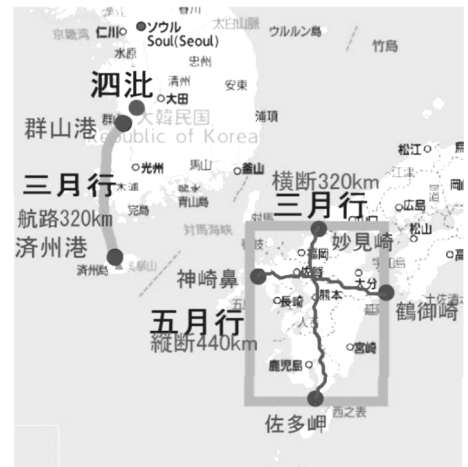 春川
京畿湾
仁川
ソウル
Soul(Seoul)
太白山脈
ウルルン島
竹島
水原
忠州
清州
安東
泗沘
大田
群山港
大韓民国
Republic of Korea
浦項
三月行
光州
馬山
釜山
横断320km
松江
江津
木浦
航路320km
完島
青山島
三月行
広島
松山
対馬
対馬海峡
妙見崎
済州港
済州島
福岡
神崎鼻
佐賀
大分
長崎
熊本
鶴御崎
五月行
縦断440km
宮崎
鹿児島
佐多岬
西之表